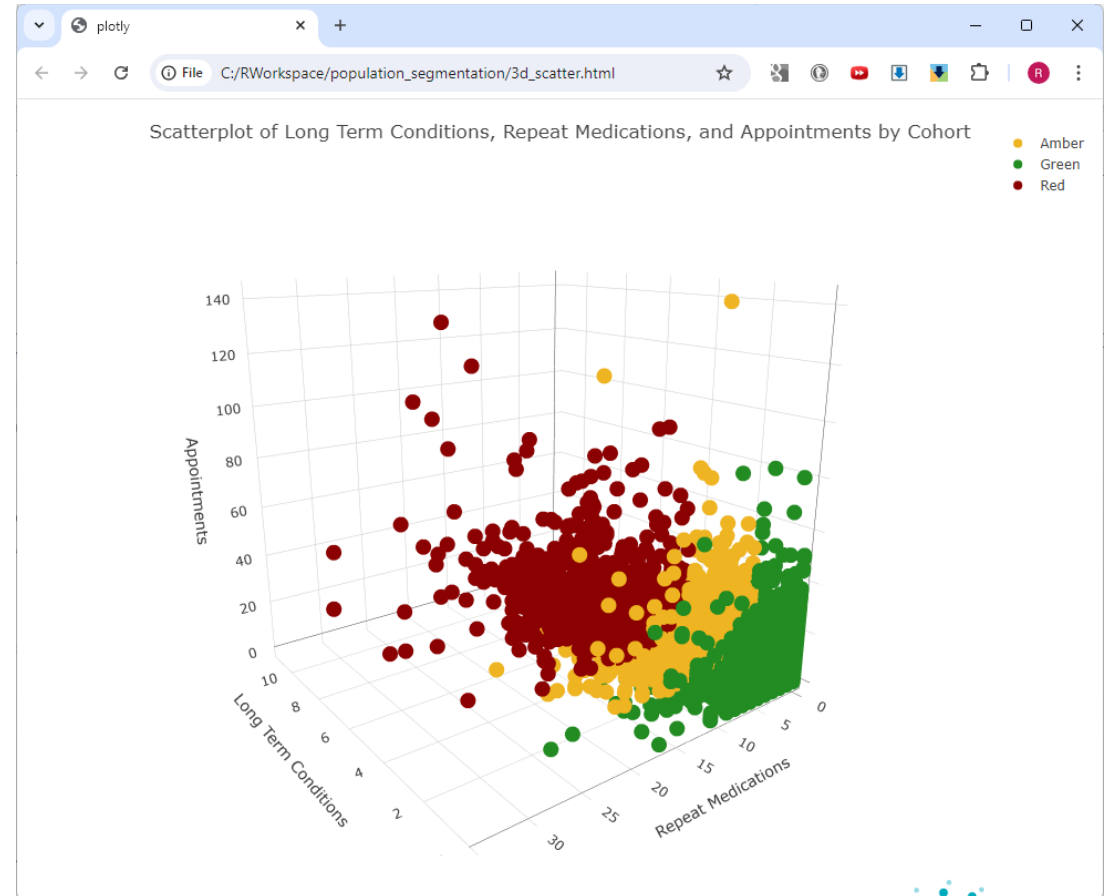 plotly
File C:/RWorkspace/population_segmentation/3d_scatter.html
R
Scatterplot of Long Term Conditions, Repeat Medications, and Appointments by Cohort
Amber
Green
Red
140
120
100
80
60
40
20
0
Appointments
10
8
6
4
2
Long Term Conditions
0
5
10
15
20
25
30
Repeat Medications